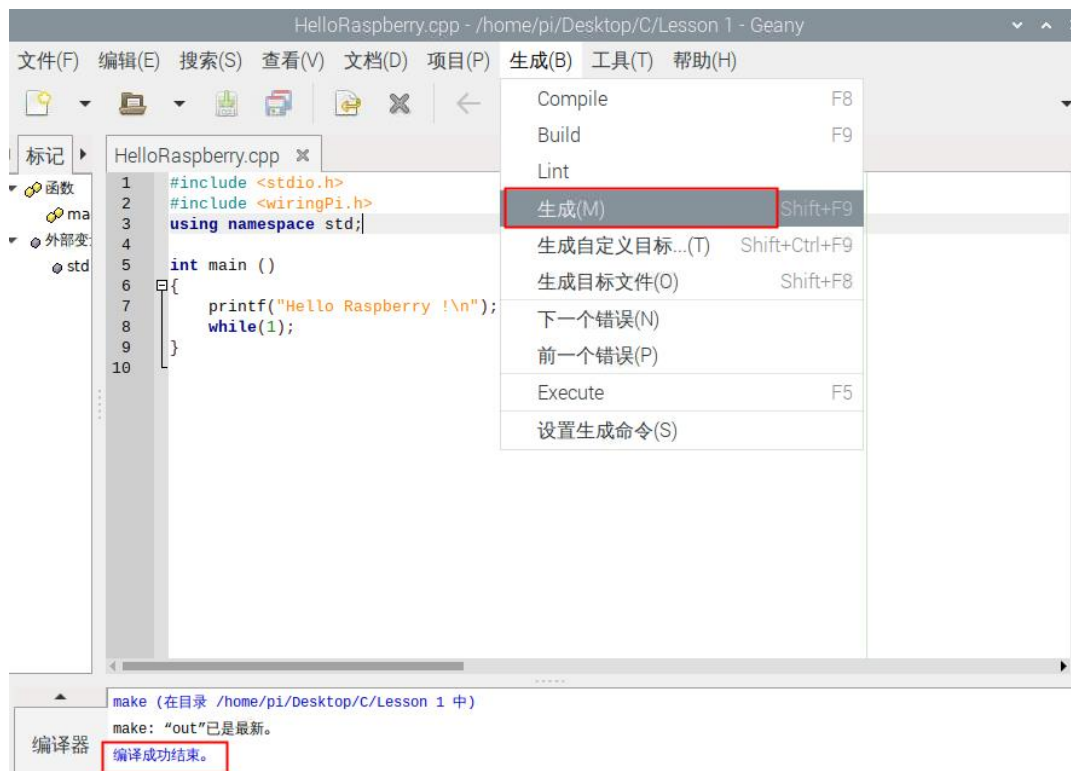 HelloRaspberry.cpp - /home/pi/Desktop/C/Lesson 1 - Geany
文件(F) 编辑(E) 搜索(S) 查看(V) 文档(D) 项目(P) 生成(B) 工具(T) 帮助(H)
Compile F8
Build F9
Lint
生成(M) Shift+F9
生成自定义目标...(T) Shift+Ctrl+F9
生成目标文件(O) Shift+F8
下一个错误(N)
前一个错误(P)
Execute F5
设置生成命令(S)
标记
函数
ma
外部变
std
HelloRaspberry.cpp
1 #include <stdio.h>
2 #include <wiringPi.h>
3 using namespace std;
4
5 int main ()
6 {
7 printf("Hello Raspberry !\n");
8 while(1);
9 }
10
编译器
make (在目录 /home/pi/Desktop/C/Lesson 1 中)
make: “out”已是最新。
编译成功结束。